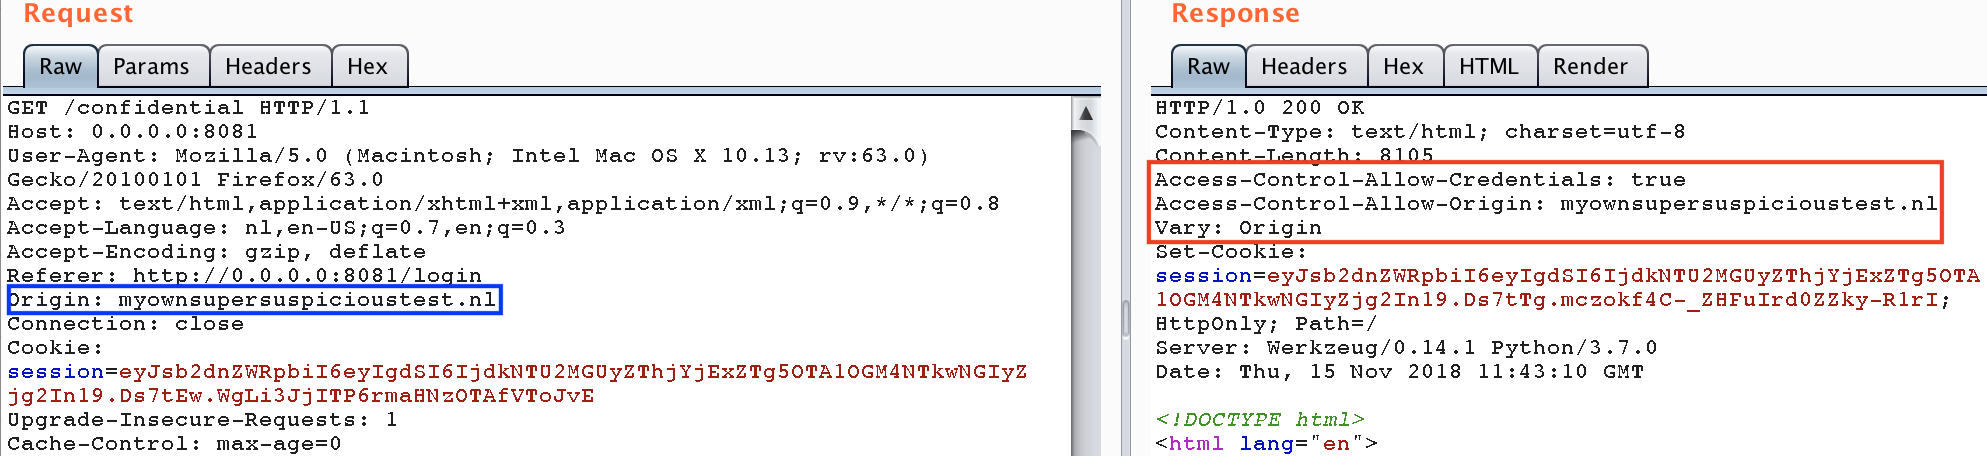 Request
Raw
Params
Headers
Hex
GET /confidential HTTP/1.1
Host: 0.0.0.0:8081
User-Agent: Mozilla/5.0 (Macintosh; Intel Mac OS X 10.13; rv:63.0)
Gecko/20100101 Firefox/63.0
Accept: text/html,application/xhtml+xml,application/xml;q=0.9,*/*;q=0.8
Accept-Language: nl,en-US;q=0.7,en;q=0.3
Accept-Encoding: gzip, deflate
Referer: http://0.0.0.0:8081/login
Origin: myownsupersuspicioustest.nl
Connection: close
Cookie:
session=eyJsb2dnZWRpbiI6eyIgdSI6IjdkNTU2MGUyZThjYjExZTg5OTA1OGM4NTkwNGIyZ
jg2In19.Ds7tEw.WgLi3JjITP6rmaHNzOTAfVToJvE
Upgrade-Insecure-Requests: 1
Cache-Control: max-age=0
Response
Raw
Headers
Hex
HTML
Render
HTTP/1.0 200 OK
Content-Type: text/html; charset=utf-8
Content-Length: 8105
Access-Control-Allow-Credentials: true
Access-Control-Allow-Origin: myownsupersuspicioustest.nl
Vary: Origin
Set-Cookie:
session=eyJsb2dnZWRpbiI6eyIgdSI6IjdkNTU2MGUyZThjYjExZTg5OTA
1OGM4NTkwNGIyZjg2In19.Ds7tTg.mczokf4C-_ZHFuIrd0ZZky-R1rI;
HttpOnly; Path=/
Server: Werkzeug/0.14.1 Python/3.7.0
Date: Thu, 15 Nov 2018 11:43:10 GMT
<!DOCTYPE html>
<html lang="en">